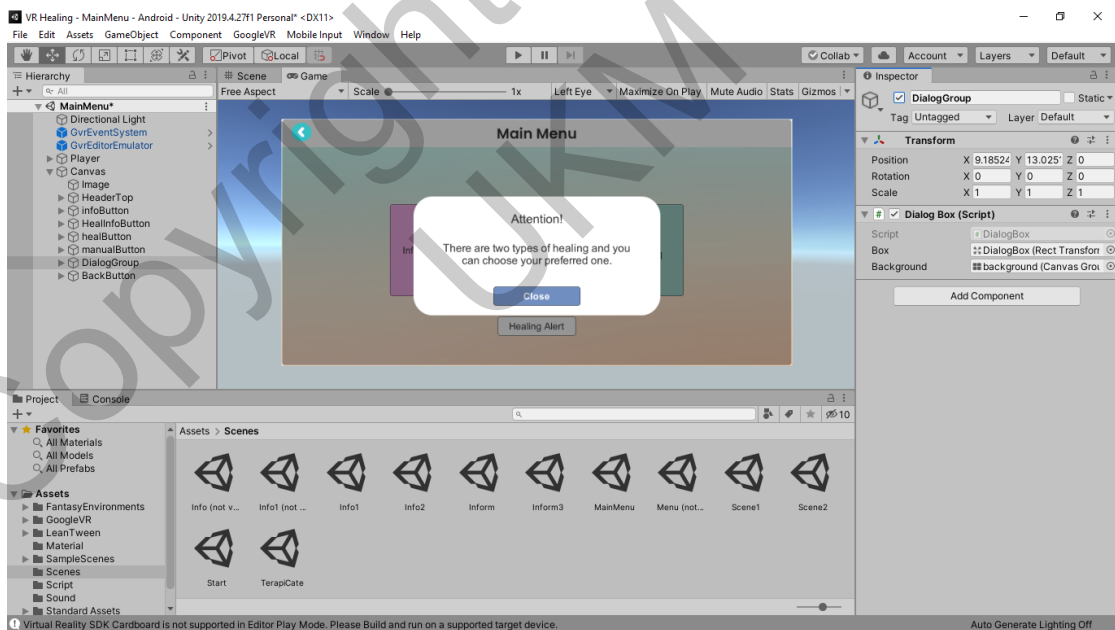 VR Healing - MainMenu - Android - Unity 2019.4.27f1 Personal* <DX11>
File Edit Assets GameObject Component GoogleVR Mobile Input Window Help
Pivot Local Collab Account Layers Default
Hierarchy
All
MainMenu*
Directional Light
GvrEventSystem
GvrEditorEmulator
Player
Canvas
Image
HeaderTop
infoButton
HealInfoButton
healButton
manualButton
DialogGroup
BackButton
Scene Game
Free Aspect Scale 1x Left Eye Maximize On Play Mute Audio Stats Gizmos
Main Menu
Inf
Attention!
There are two types of healing and you
can choose your preferred one.
Close
Healing Alert
Inspector
DialogGroup Static
Tag Untagged Layer Default
Transform
Position X 9.18524 Y 13.025 Z 0
Rotation X 0 Y 0 Z 0
Scale X 1 Y 1 Z 1
# Dialog Box (Script)
Script DialogBox
Box DialogBox (Rect Transforn
Background background (Canvas Grou
Add Component
Project Console
10
Favorites
All Materials
All Models
All Prefabs
Assets
FantasyEnvironments
GoogleVR
LeanTween
Material
SampleScenes
Scenes
Script
Sound
Standard Assets
Assets > Scenes
Info (not v... Info1 (not ... Info1 Info2 Inform Inform3 MainMenu Menu (not... Scene1 Scene2
Start TerapiCate
Virtual Reality SDK Cardboard is not supported in Editor Play Mode. Please Build and run on a supported target device.
Auto Generate Lighting Off
Copyright
UKM